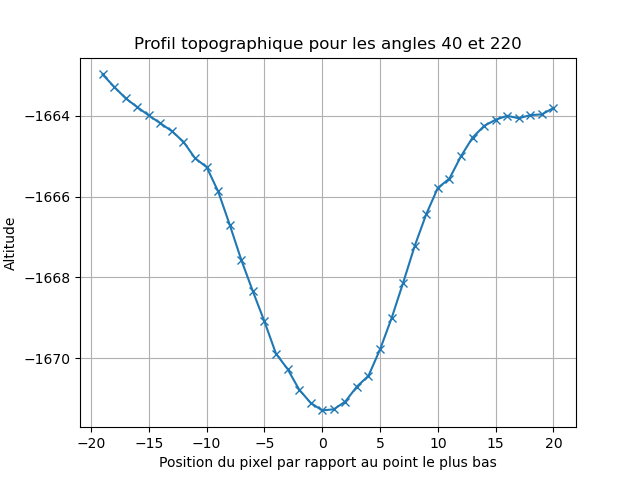 Profil topographique pour les angles 40 et 220
Altitude
−1664
−1666
−1668
−1670
−20 −15 −10 −5 0 5 10 15 20
Position du pixel par rapport au point le plus bas